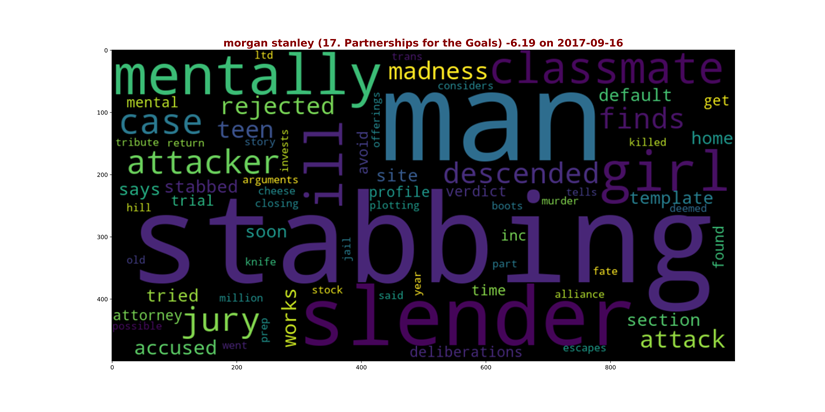 morgan stanley (17. Partnerships for the Goals) -6.19 on 2017-09-16
0
100
200
300
400
0 200 400 600 800
ltd trans
mentally madness classmate
considers
mental rejected offerings man default get
case teen finds
tribute return story invests ill avoid killed home
attacker site descended girl
arguments
says stabbed cheese profile verdict tells template
hill trial closing plotting boots murder deemed
stabbing
soon inc found
old knife jail part fate
tried million stock said year time alliance
attorney jury works slender section
possible prep attack
accused went deliberations escapes